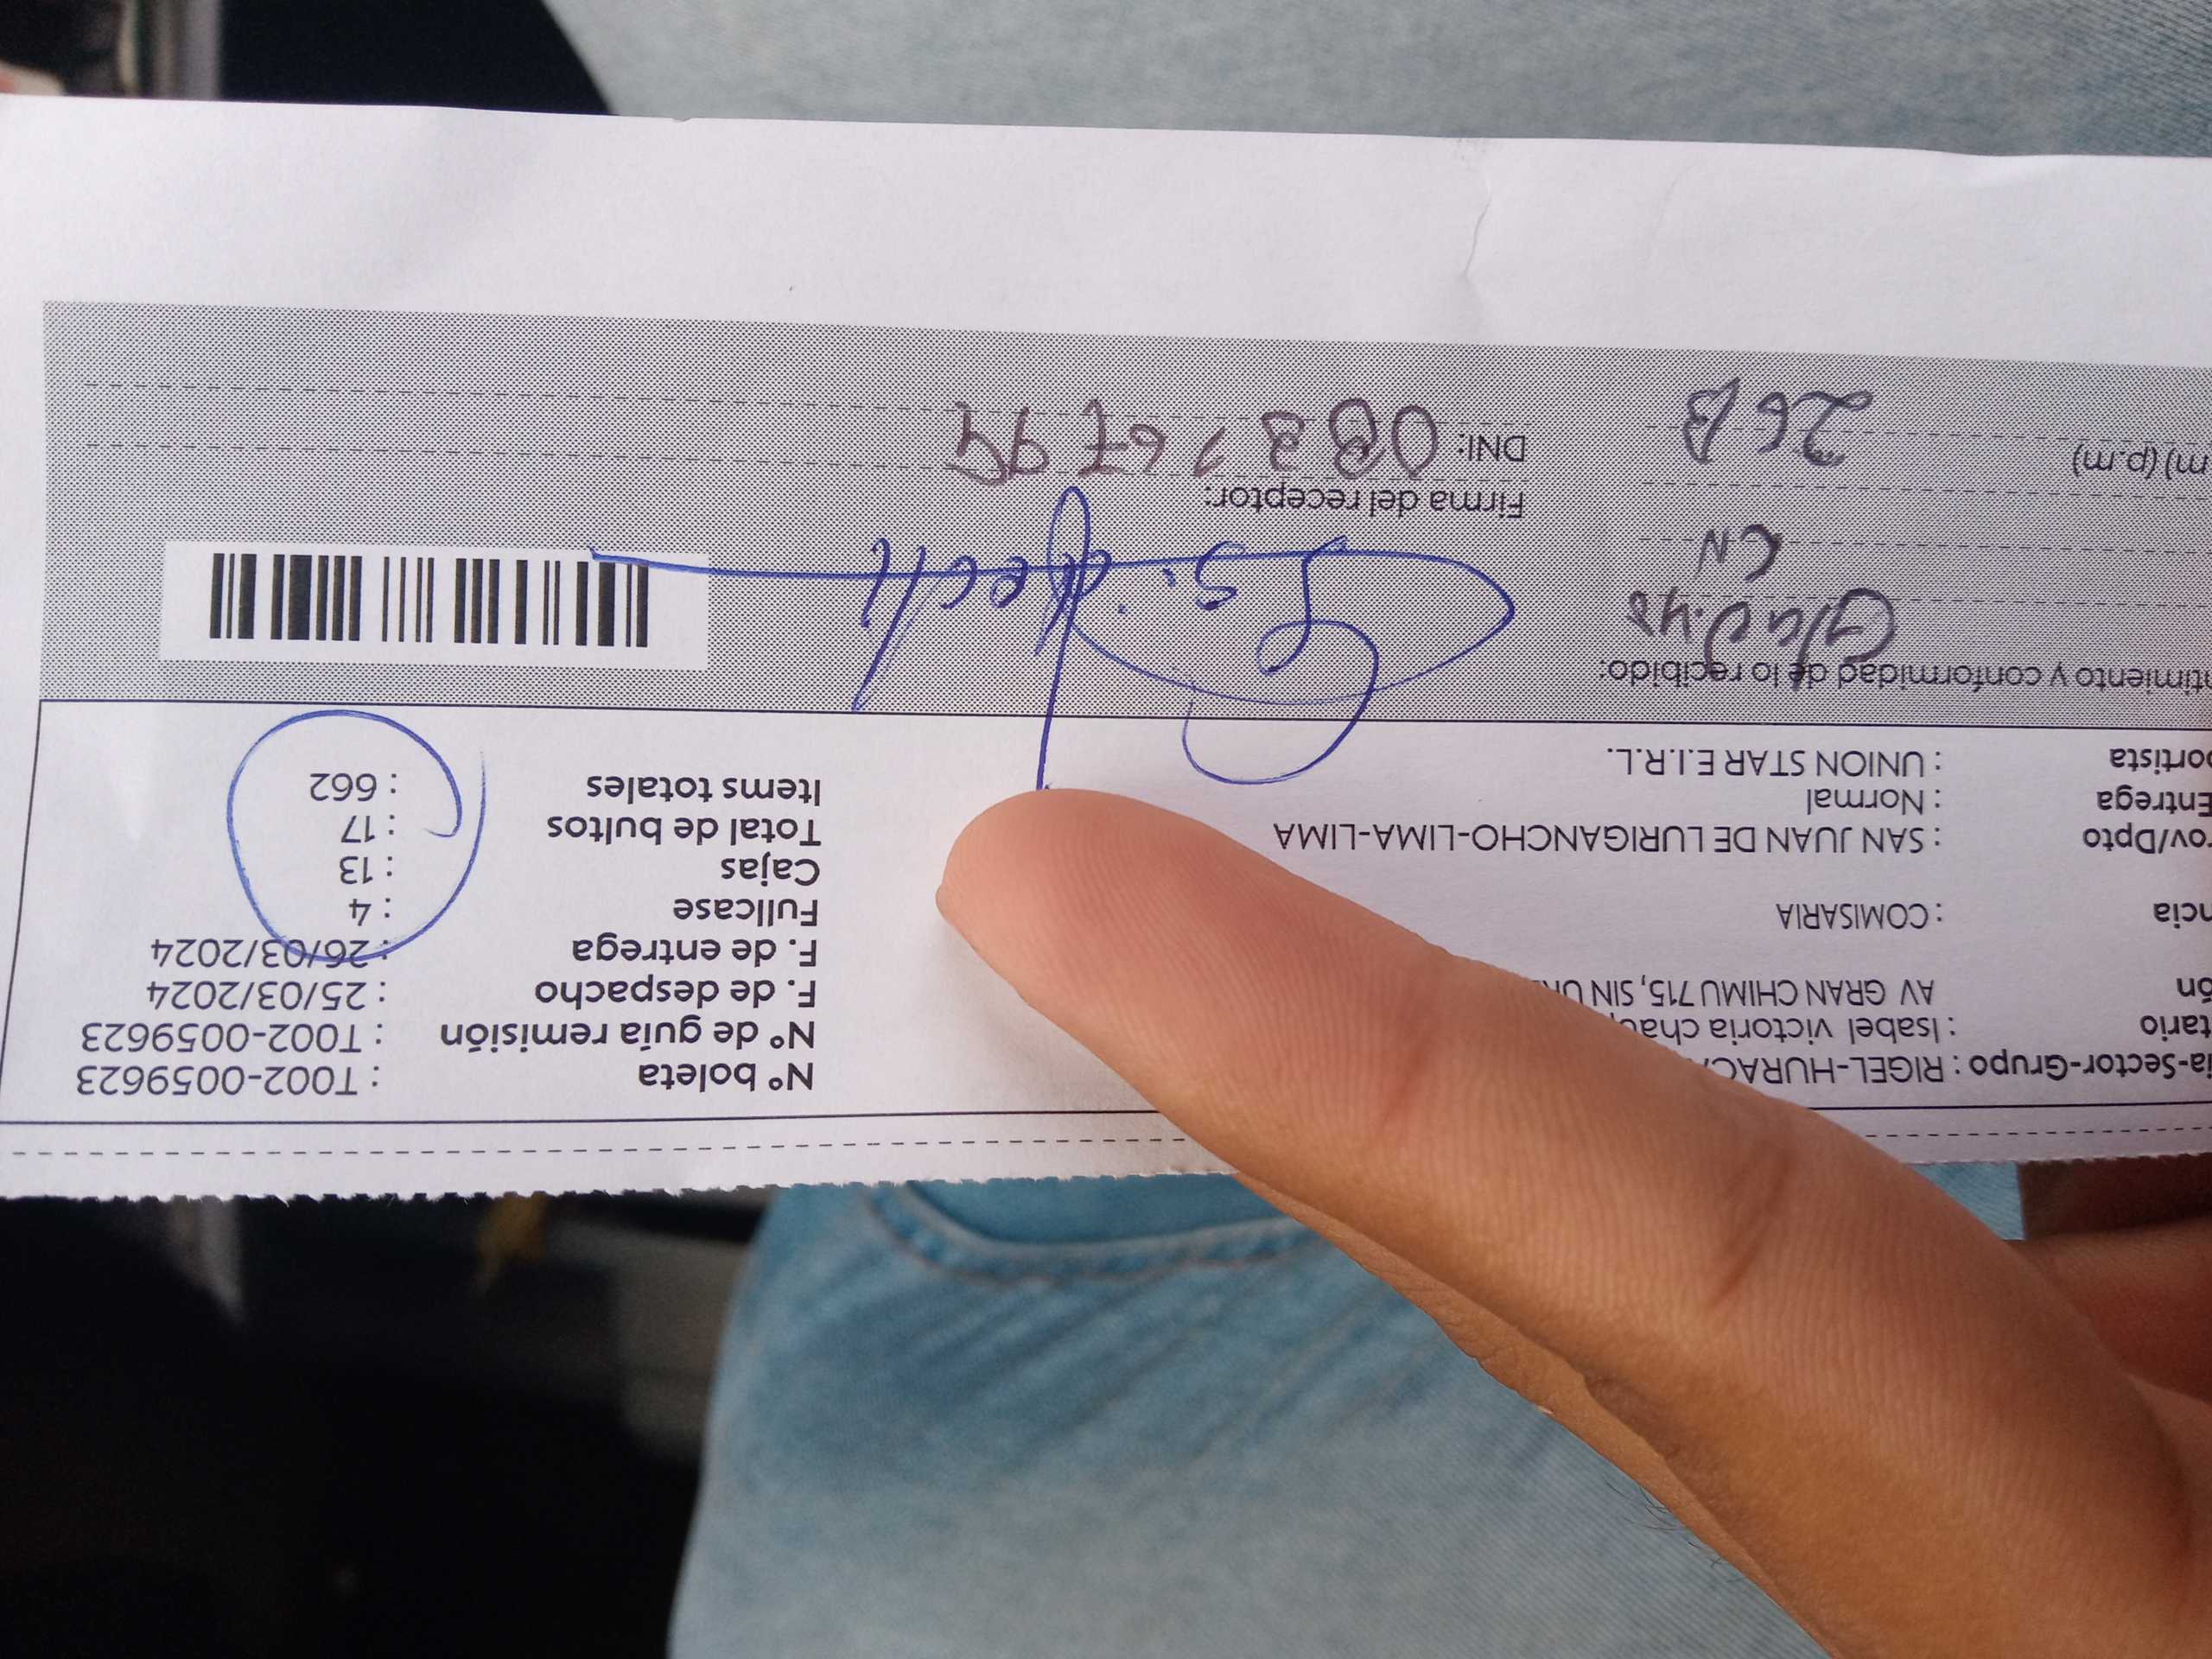 ia-Sector-Grupo : RIGEL-HURAC
tario : Isabel victoria
ón AV GRAN CHIMU 715, SIN
ncia : COMISARIA
rov/Dpto : SAN JUAN DE LURIGANCHO-LIMA-LIMA
Entrega : Normal
portista : UNION STAR E.I.R.L.
N° boleta : T002-0059623
N° de guía remisión : T002-0059623
F. de despacho : 25/03/2024
F. de entrega : 26/03/2024
Fullcase : 4
Cajas : 13
Total de bultos : 17
Items totales : 662
timiento y conformidad de lo recibido:
Firma del receptor:
m) (p.m)
DNI: